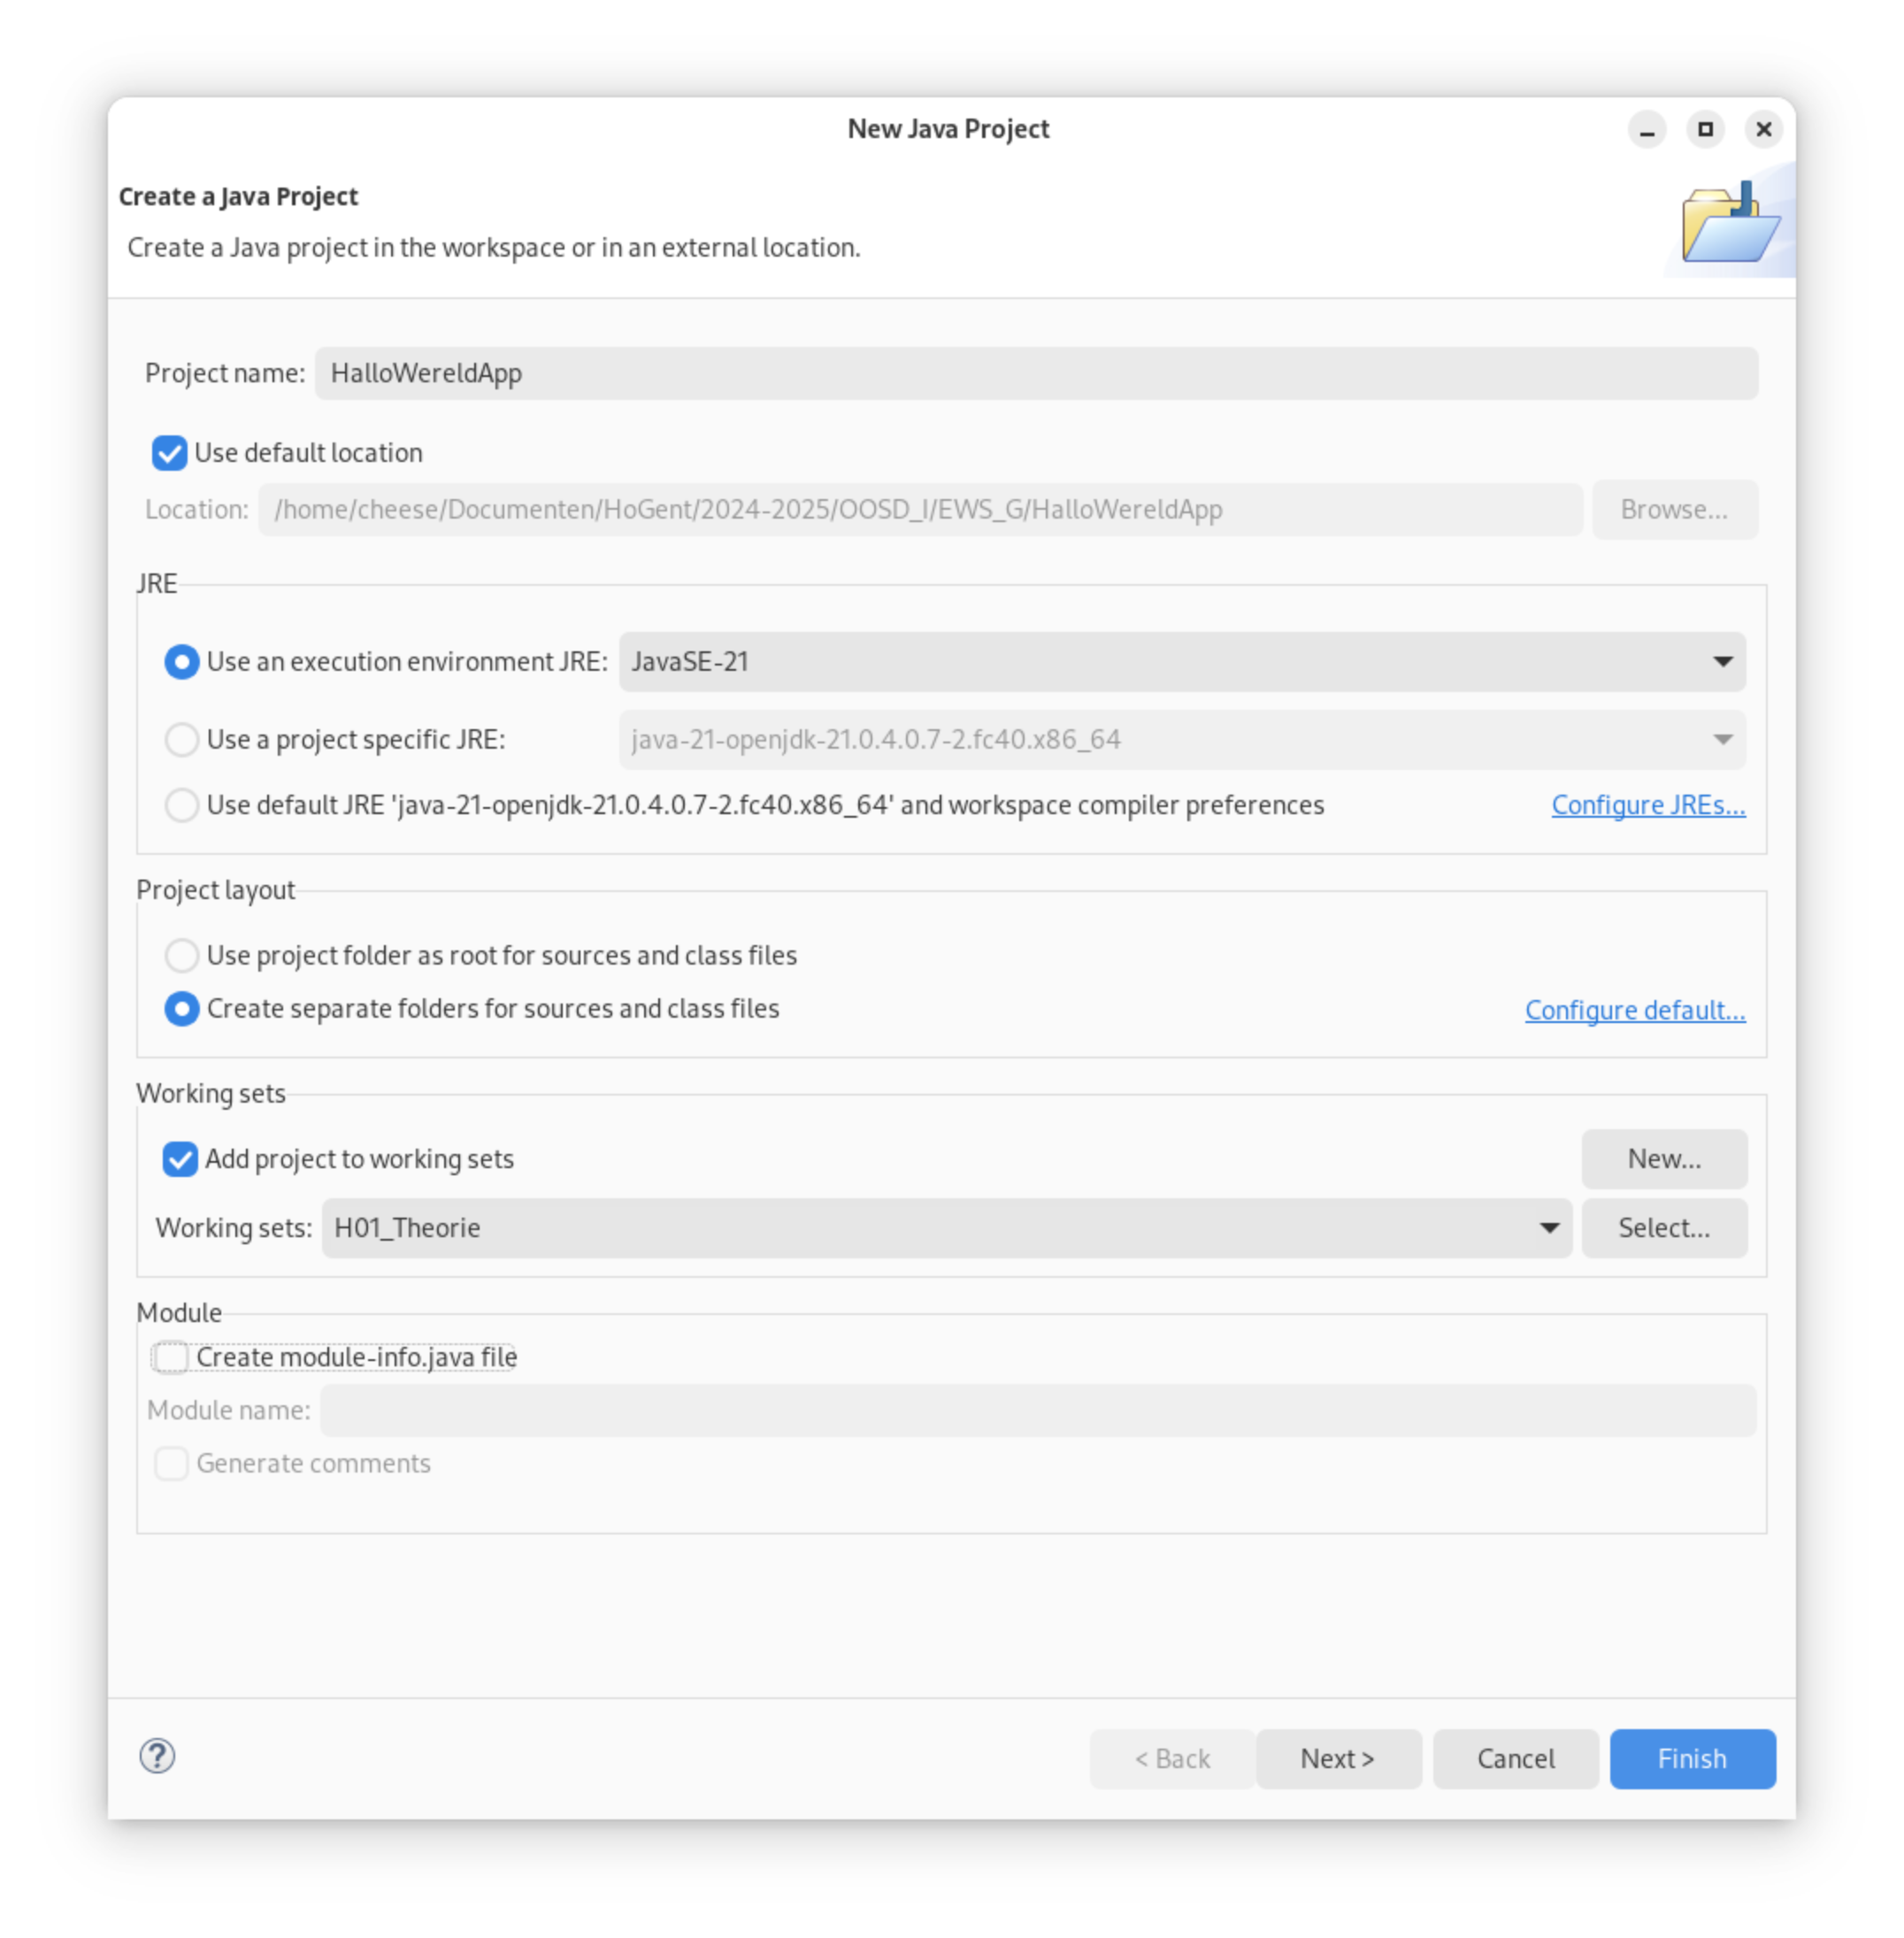 New Java Project
Create a Java Project
Create a Java project in the workspace or in an external location.
Project name: HalloWereldApp
Use default location
Location: /home/cheese/Documenten/HoGent/2024-2025/OOSD_I/EWS_G/HalloWereldApp Browse...
JRE
Use an execution environment JRE: JavaSE-21
Use a project specific JRE: java-21-openjdk-21.0.4.0.7-2.fc40.x86_64
Use default JRE 'java-21-openjdk-21.0.4.0.7-2.fc40.x86_64' and workspace compiler preferences Configure JREs...
Project layout
Use project folder as root for sources and class files
Create separate folders for sources and class files Configure default...
Working sets
Add project to working sets New...
Working sets: H01_Theorie Select...
Module
Create module-info.java file
Module name:
Generate comments
? < Back Next > Cancel Finish